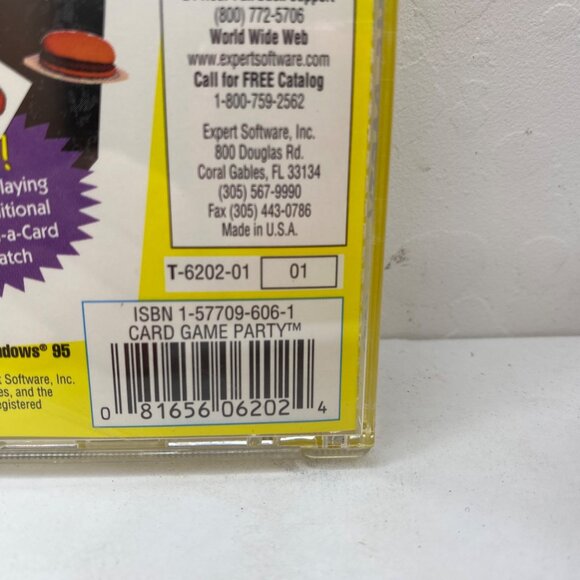 (800) 772-5706
World Wide Web
www.expertsoftware.com
Call for FREE Catalog
1-800-759-2562
Expert Software, Inc.
800 Douglas Rd.
Coral Gables, FL 33134
(305) 567-9990
Fax (305) 443-0786
Made in U.S.A.
!
laying
itional
-a-Card
atch
T-6202-01 01
ISBN 1-57709-606-1
CARD GAME PARTY™
0 81656 06202 4
ndows® 95
Software, Inc.
es, and the
egistered